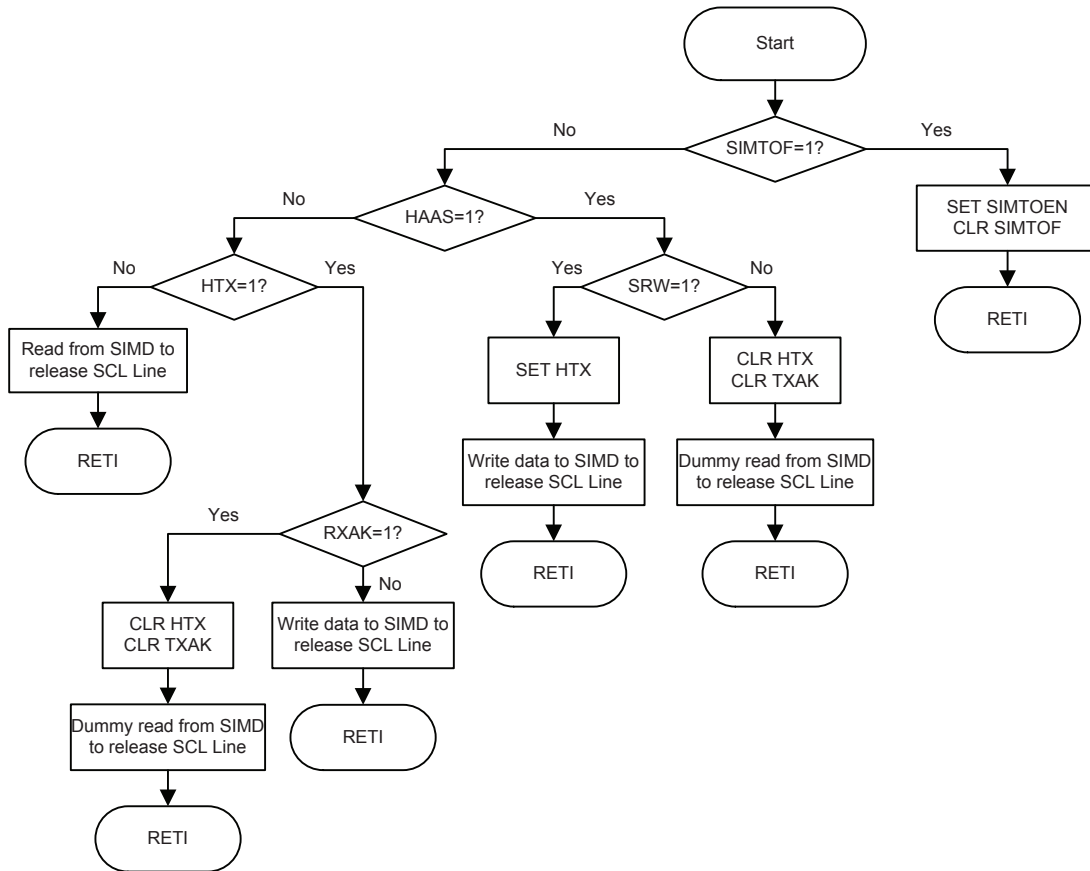 Start
No
Yes
SIMTOF=1?
No
Yes
HAAS=1?
SET SIMTOEN
CLR SIMTOF
No
Yes
HTX=1?
Yes
No
SRW=1?
RETI
Read from SIMD to
release SCL Line
SET HTX
CLR HTX
CLR TXAK
RETI
Write data to SIMD to
release SCL Line
Dummy read from SIMD
to release SCL Line
Yes
RXAK=1?
RETI
RETI
No
CLR HTX
CLR TXAK
Write data to SIMD to
release SCL Line
Dummy read from SIMD
to release SCL Line
RETI
RETI